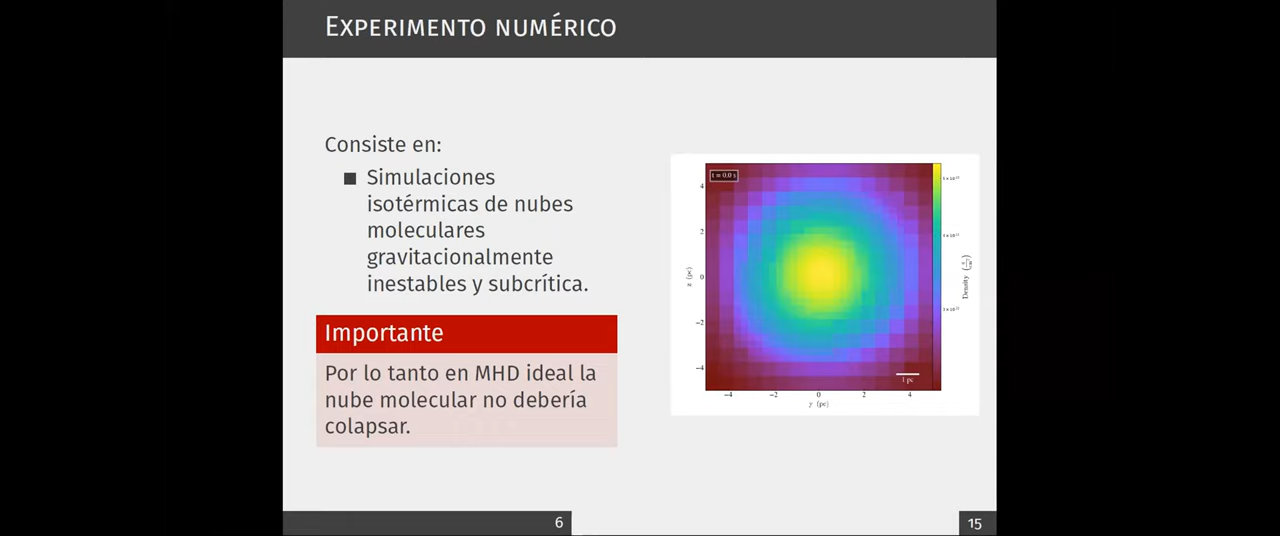 EXPERIMENTO NUMÉRICO
Consiste en:
Simulaciones
isotérmicas de nubes
moleculares
gravitacionalmente
inestables y subcrítica.
Importante
Por lo tanto en MHD ideal la
nube molecular no debería
colapsar.
t = 0.0 s
4
2
0
−2
−4
z (pc)
−4 −2 0 2 4
y (pc)
1 pc
Density
6
15